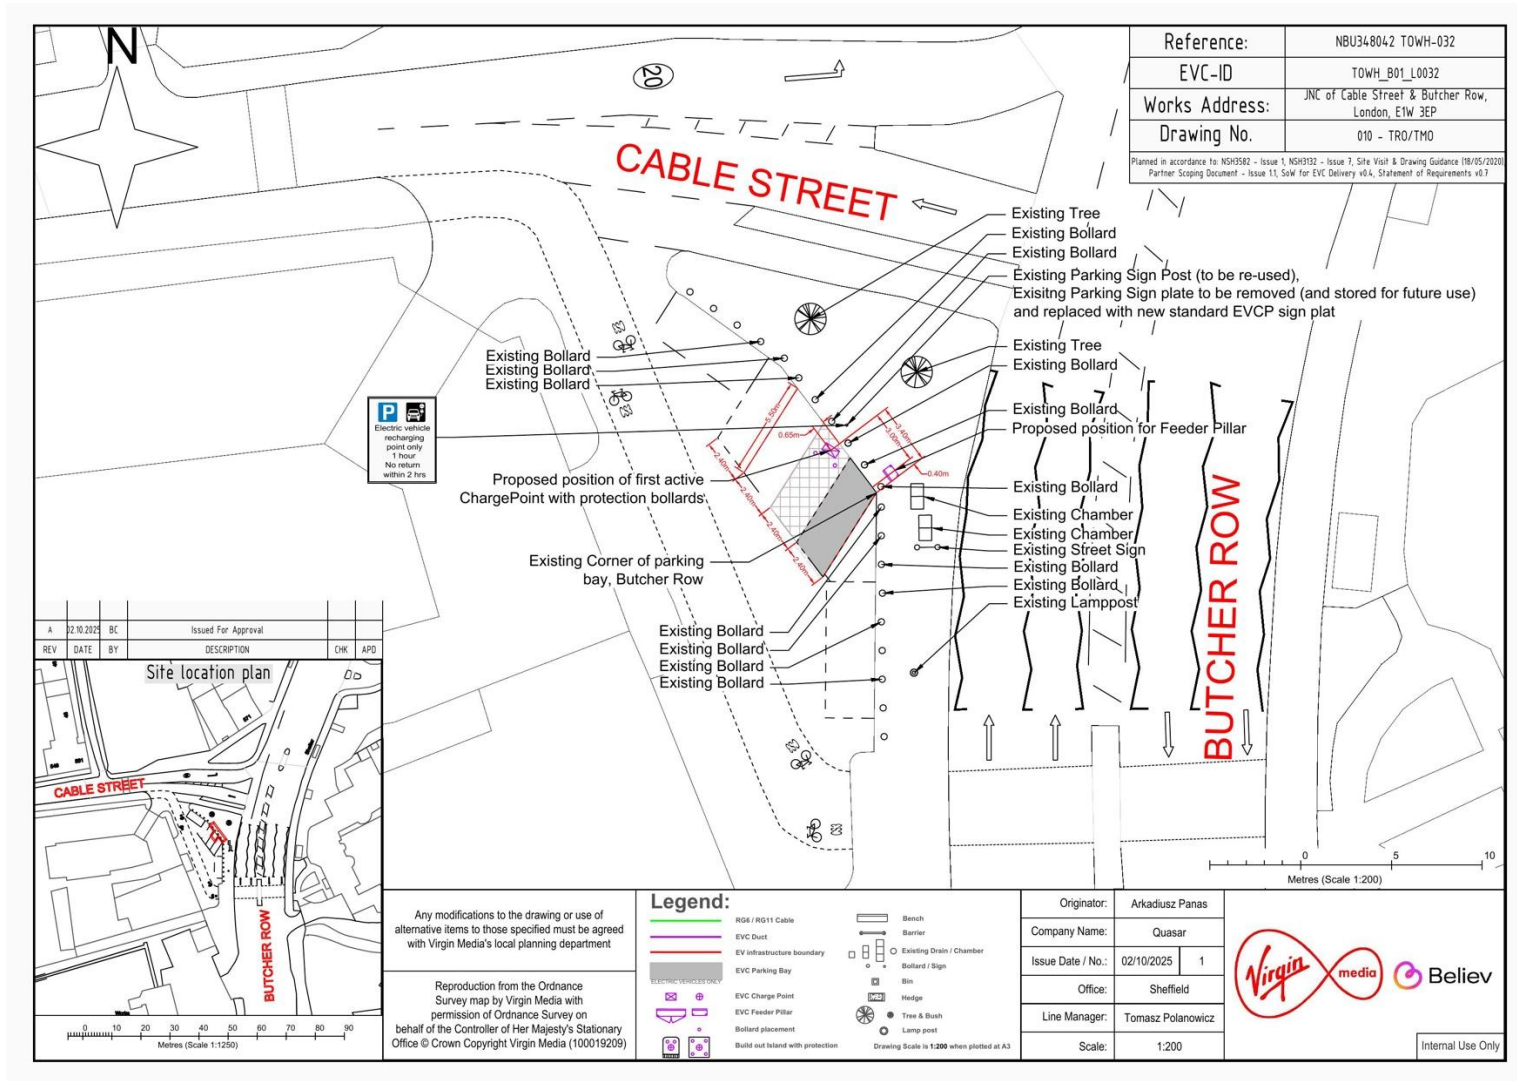 N
20
CABLE STREET
Reference: NBU348042 TOWH-032
EVC-ID TOWH_B01_L0032
Works Address: JNC of Cable Street & Butcher Row,
London, E1W 3EP
Drawing No. 010 - TRO/TMO
Planned in accordance to: NSH3582 - Issue 1, NSH3132 - Issue 7, Site Visit & Drawing Guidance (18/05/2020)
Partner Scoping Document - Issue 1.1, SoW for EVC Delivery v0.4, Statement of Requirements v0.7
Existing Tree
Existing Bollard
Existing Bollard
Existing Parking Sign Post (to be re-used),
Exisitng Parking Sign plate to be removed (and stored for future use)
and replaced with new standard EVCP sign plat
Existing Tree
Existing Bollard
Existing Bollard
Proposed position for Feeder Pillar
Existing Bollard
Existing Chamber
Existing Chamber
Existing Street Sign
Existing Bollard
Existing Bollard
Existing Lamppost
Existing Bollard
Existing Bollard
Existing Bollard
P
Electric vehicle
recharging
point only
1 hour
No return
within 2 hrs
Proposed position of first active
ChargePoint with protection bollards
Existing Corner of parking
bay, Butcher Row
Existing Bollard
Existing Bollard
Existing Bollard
Existing Bollard
5.50m
0.65m
3.40m
3.00m
0.40m
2.40m
2.40m
2.40m
2.40m
BUTCHER ROW
A 02.10.2025 BC Issued For Approval
REV DATE BY DESCRIPTION CHK APD
Site location plan
CABLE STREET
BUTCHER ROW
0 10 20 30 40 50 60 70 80 90
Metres (Scale 1:1250)
0 5 10
Metres (Scale 1:200)
Any modifications to the drawing or use of
alternative items to those specified must be agreed
with Virgin Media's local planning department
Reproduction from the Ordnance
Survey map by Virgin Media with
permission of Ordnance Survey on
behalf of the Controller of Her Majesty's Stationary
Office © Crown Copyright Virgin Media (100019209)
Legend:
RG6 / RG11 Cable
EVC Duct
EV infrastructure boundary
EVC Parking Bay
ELECTRIC VEHICLES ONLY
EVC Charge Point
EVC Feeder Pillar
Bollard placement
Build out Island with protection
Bench
Barrier
Existing Drain / Chamber
Bollard / Sign
Bin
Hedge
Tree & Bush
Lamp post
Drawing Scale is 1:200 when plotted at A3
Originator: Arkadiusz Panas
Company Name: Quasar
Issue Date / No.: 02/10/2025 1
Office: Sheffield
Line Manager: Tomasz Polanowicz
Scale: 1:200
Virgin media
Believ
Internal Use Only